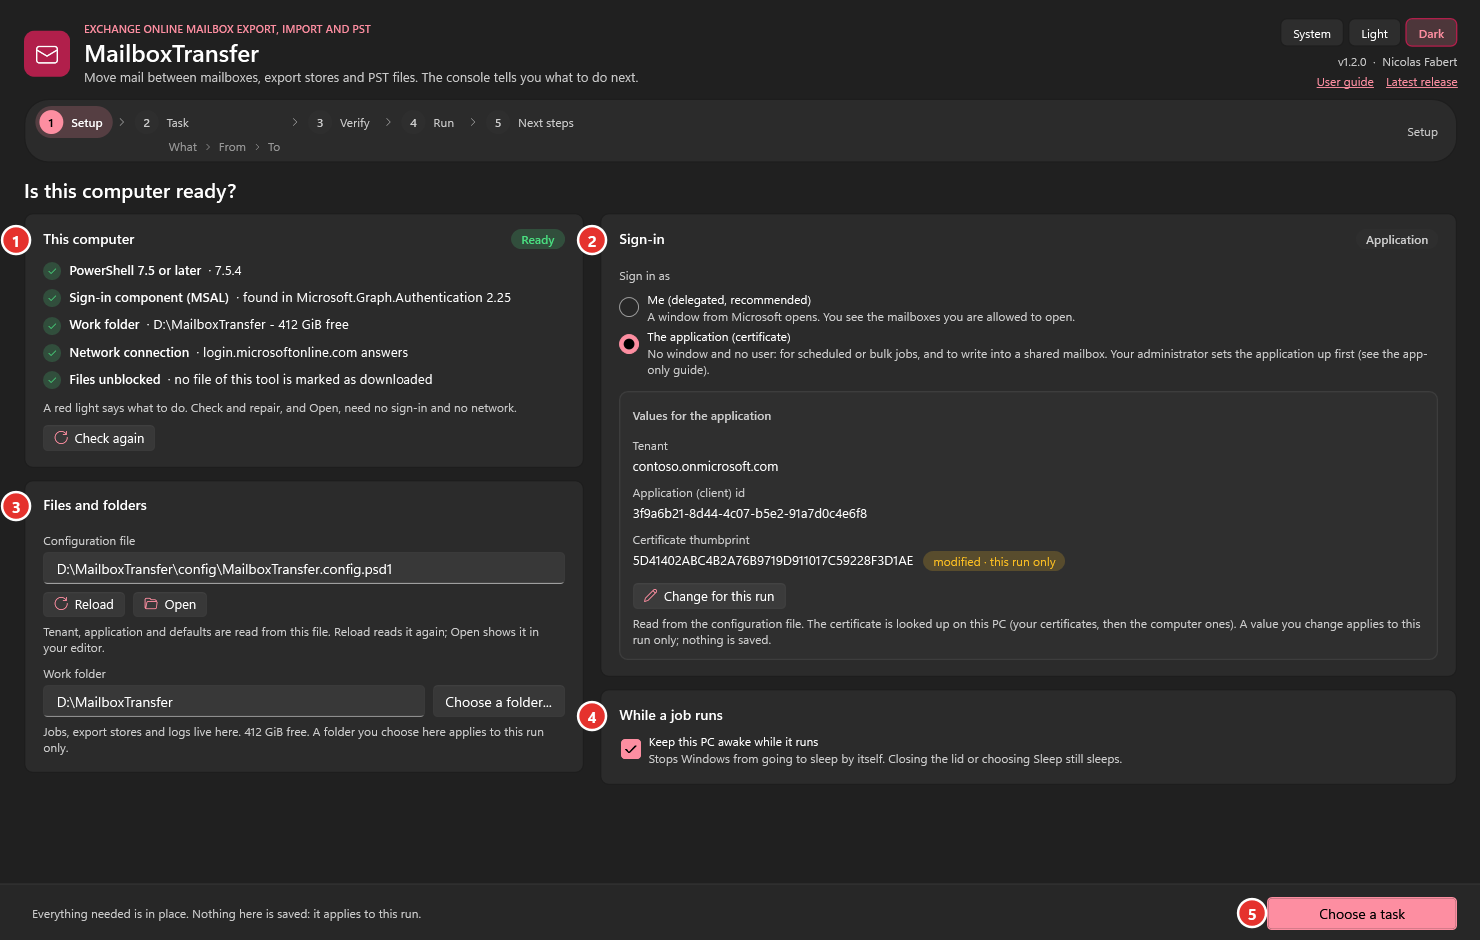 EXCHANGE ONLINE MAILBOX EXPORT, IMPORT AND PST
MailboxTransfer
Move mail between mailboxes, export stores and PST files. The console tells you what to do next.
System
Light
Dark
v1.2.0 · Nicolas Fabert
User guide
Latest release
1 Setup > 2 Task > 3 Verify > 4 Run > 5 Next steps
What > From > To
Setup
Is this computer ready?
1
This computer
Ready
PowerShell 7.5 or later · 7.5.4
Sign-in component (MSAL) · found in Microsoft.Graph.Authentication 2.25
Work folder · D:\MailboxTransfer - 412 GiB free
Network connection · login.microsoftonline.com answers
Files unblocked · no file of this tool is marked as downloaded
A red light says what to do. Check and repair, and Open, need no sign-in and no network.
Check again
2
Sign-in
Application
Sign in as
Me (delegated, recommended)
A window from Microsoft opens. You see the mailboxes you are allowed to open.
The application (certificate)
No window and no user: for scheduled or bulk jobs, and to write into a shared mailbox. Your administrator sets the application up first (see the app-
only guide).
Values for the application
Tenant
contoso.onmicrosoft.com
Application (client) id
3f9a6b21-8d44-4c07-b5e2-91a7d0c4e6f8
Certificate thumbprint
5D41402ABC4B2A76B9719D911017C59228F3D1AE
modified · this run only
Change for this run
Read from the configuration file. The certificate is looked up on this PC (your certificates, then the computer ones). A value you change applies to this
run only; nothing is saved.
3
Files and folders
Configuration file
D:\MailboxTransfer\config\MailboxTransfer.config.psd1
Reload
Open
Tenant, application and defaults are read from this file. Reload reads it again; Open shows it in
your editor.
Work folder
D:\MailboxTransfer
Choose a folder...
Jobs, export stores and logs live here. 412 GiB free. A folder you choose here applies to this run
only.
4
While a job runs
Keep this PC awake while it runs
Stops Windows from going to sleep by itself. Closing the lid or choosing Sleep still sleeps.
Everything needed is in place. Nothing here is saved: it applies to this run.
5
Choose a task